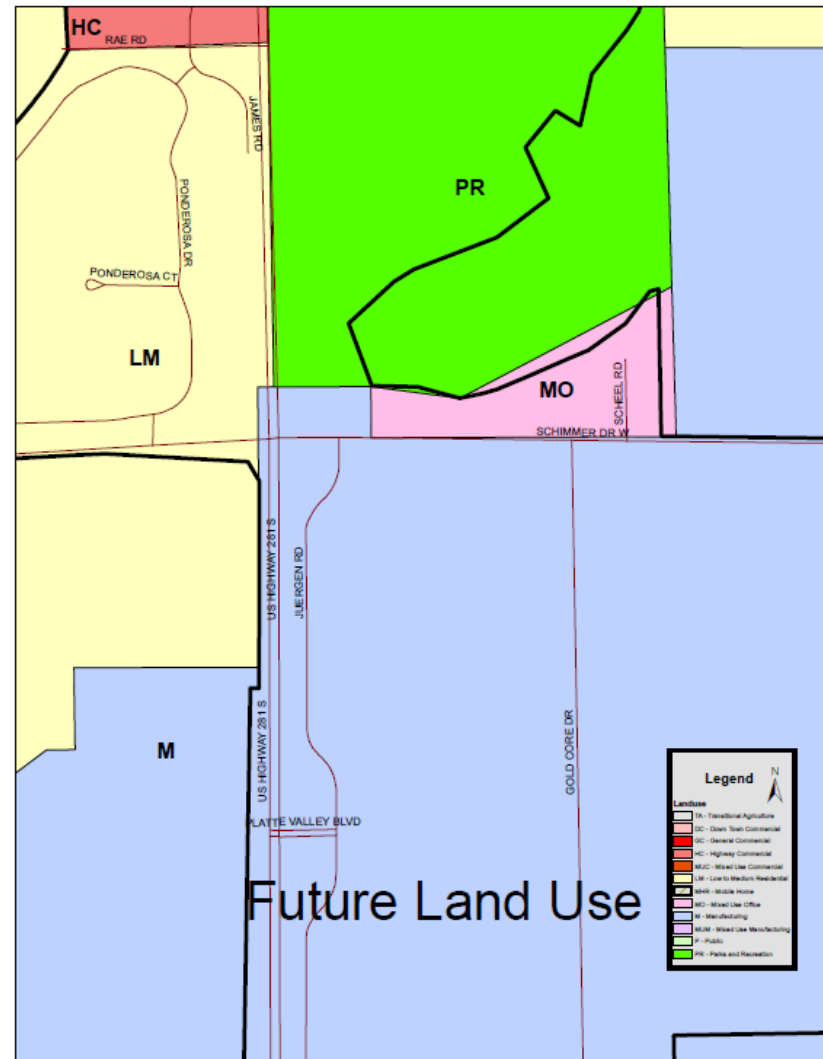 HC
RAE RD
JAMES RD
PR
PONDEROSA DR
PONDEROSA CT
LM
MO
SCHEEL RD
SCHIMMER DR W
US HIGHWAY 281 S
JUERGEN RD
M
US HIGHWAY 281 S
GOLD CORE DR
PLATTE VALLEY BLVD
Future Land Use
Legend
N
Landuse
TA - Transitional Agriculture
DC - Down Town Commercial
GC - General Commercial
HC - Highway Commercial
MUC - Mixed Use Commercial
LM - Low to Medium Residential
MHR - Mobile Home
MO - Mixed Use Office
M - Manufacturing
MUM - Mixed Use Manufacturing
P - Public
PR - Parks and Recreation